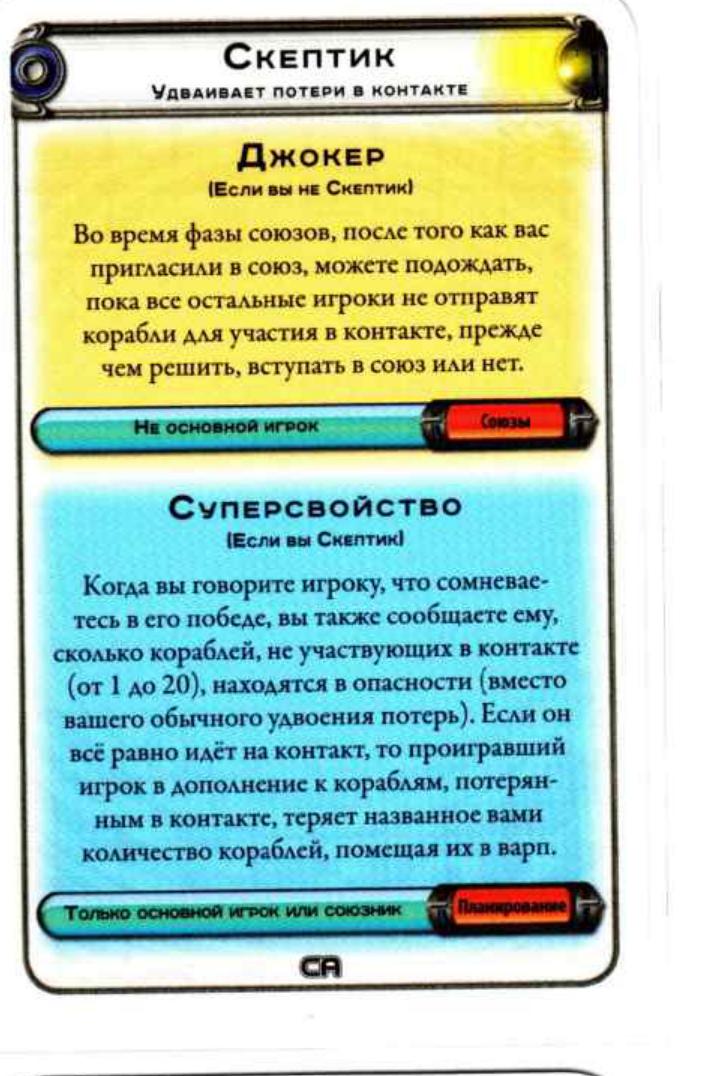 Скептик
Удваивает потери в контакте
Джокер
(Если вы не Скептик)
Во время фазы союзов, после того как вас
пригласили в союз, можете подождать,
пока все остальные игроки не отправят
корабли для участия в контакте, прежде
чем решить, вступать в союз или нет.
Не основной игрок
Союзы
Суперсвойство
(Если вы Скептик)
Когда вы говорите игроку, что сомневае-
тесь в его победе, вы также сообщаете ему,
сколько кораблей, не участвующих в контакте
(от 1 до 20), находятся в опасности (вместо
вашего обычного удвоения потерь). Если он
всё равно идёт на контакт, то проигравший
игрок в дополнение к кораблям, потерян-
ным в контакте, теряет названное вами
количество кораблей, помещая их в варп.
Только основной игрок или союзник
Планирование
CA